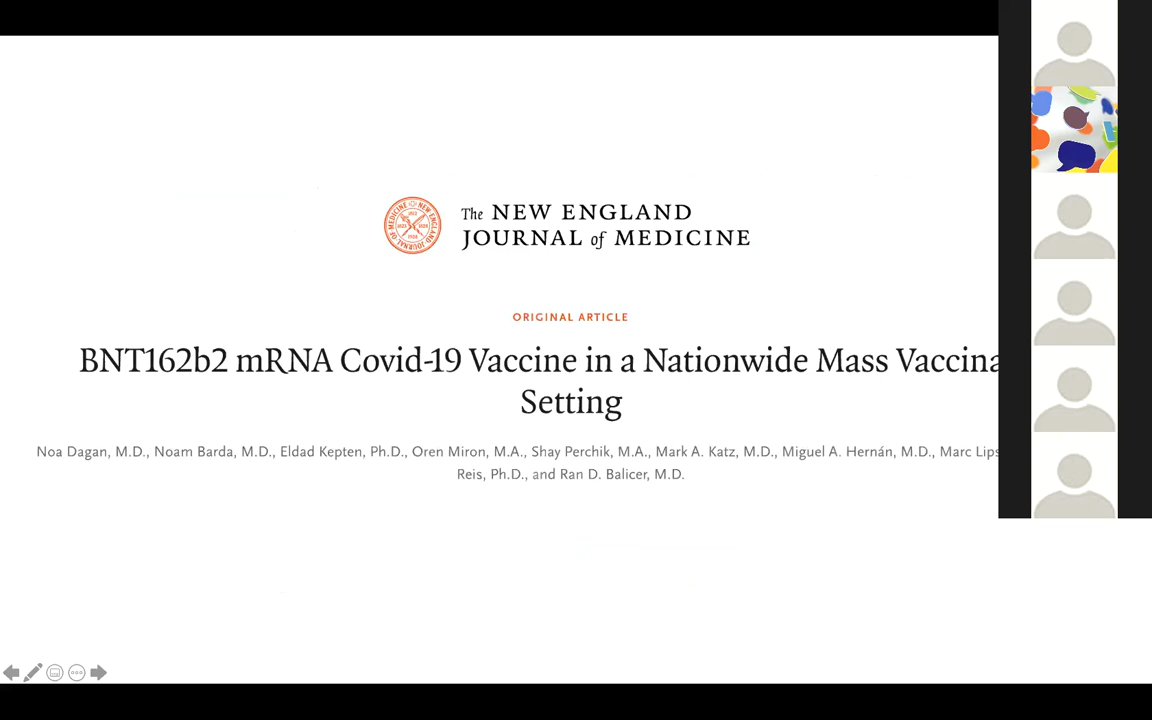 The NEW ENGLAND
JOURNAL of MEDICINE
ORIGINAL ARTICLE
BNT162b2 mRNA Covid-19 Vaccine in a Nationwide Mass Vaccina
Setting
Noa Dagan, M.D., Noam Barda, M.D., Eldad Kepten, Ph.D., Oren Miron, M.A., Shay Perchik, M.A., Mark A. Katz, M.D., Miguel A. Hernán, M.D., Marc Lips
Reis, Ph.D., and Ran D. Balicer, M.D.